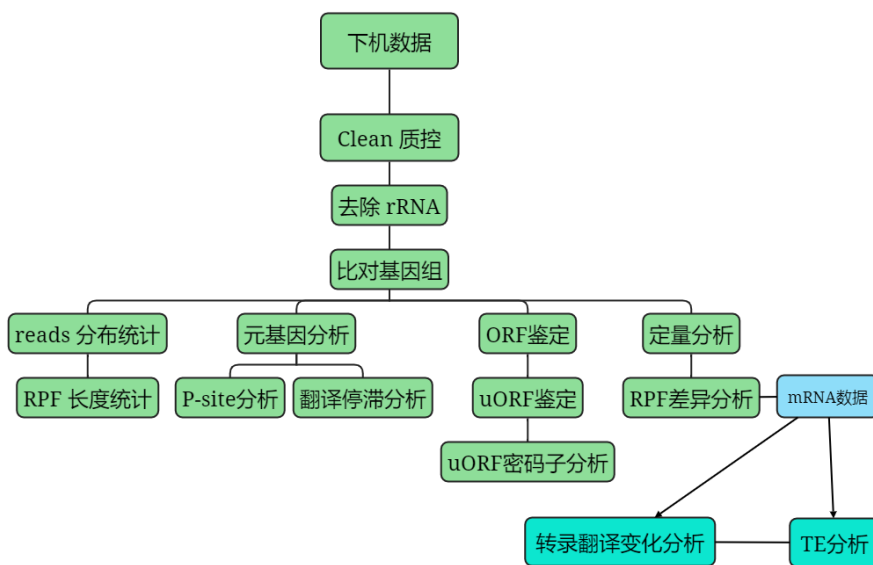 下机数据
Clean 质控
去除 rRNA
比对基因组
reads 分布统计
元基因分析
ORF鉴定
定量分析
RPF 长度统计
P-site分析
翻译停滞分析
uORF鉴定
RPF差异分析
mRNA数据
uORF密码子分析
转录翻译变化分析
TE分析